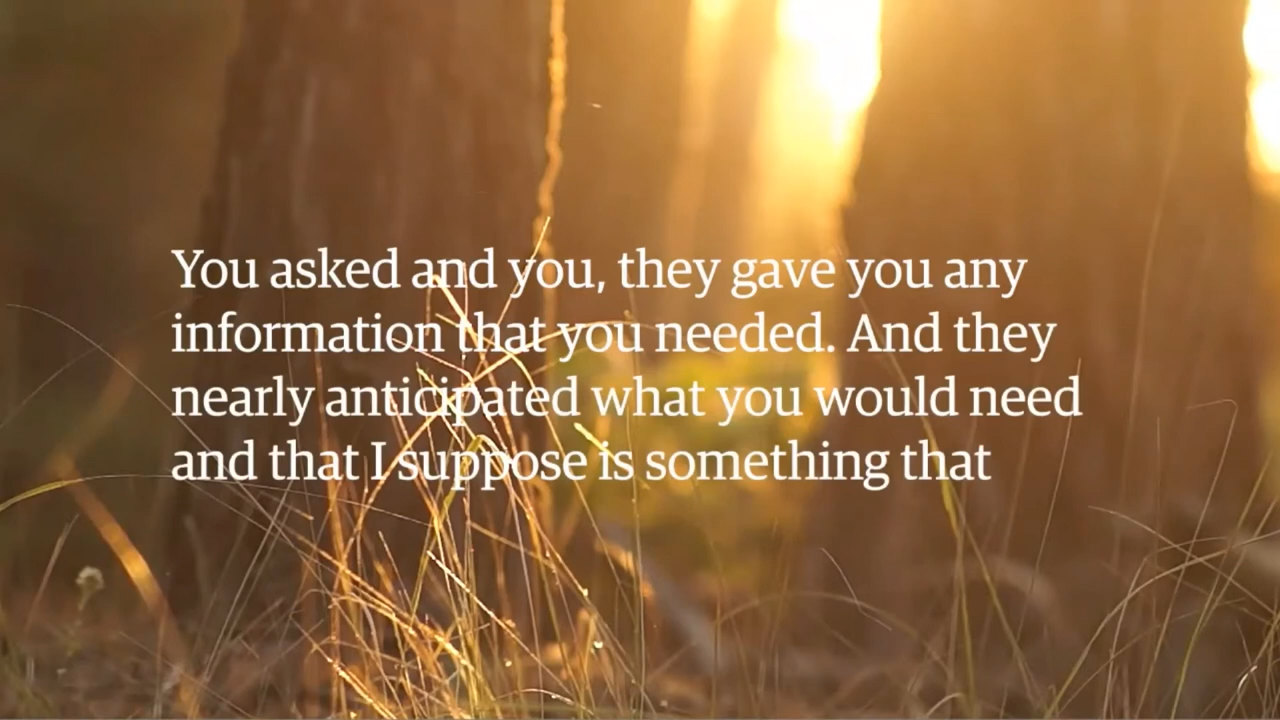 You asked and you, they gave you any
information that you needed. And they
nearly anticipated what you would need
and that I suppose is something that